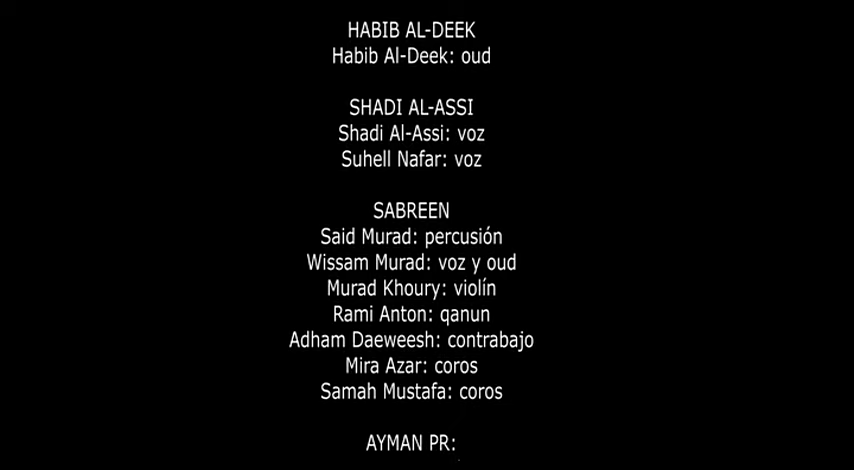 HABIB AL-DEEK
Habib Al-Deek: oud
SHADI AL-ASSI
Shadi Al-Assi: voz
Suhell Nafar: voz
SABREEN
Said Murad: percusión
Wissam Murad: voz y oud
Murad Khoury: violín
Rami Anton: qanun
Adham Daeweesh: contrabajo
Mira Azar: coros
Samah Mustafa: coros
AYMAN PR: